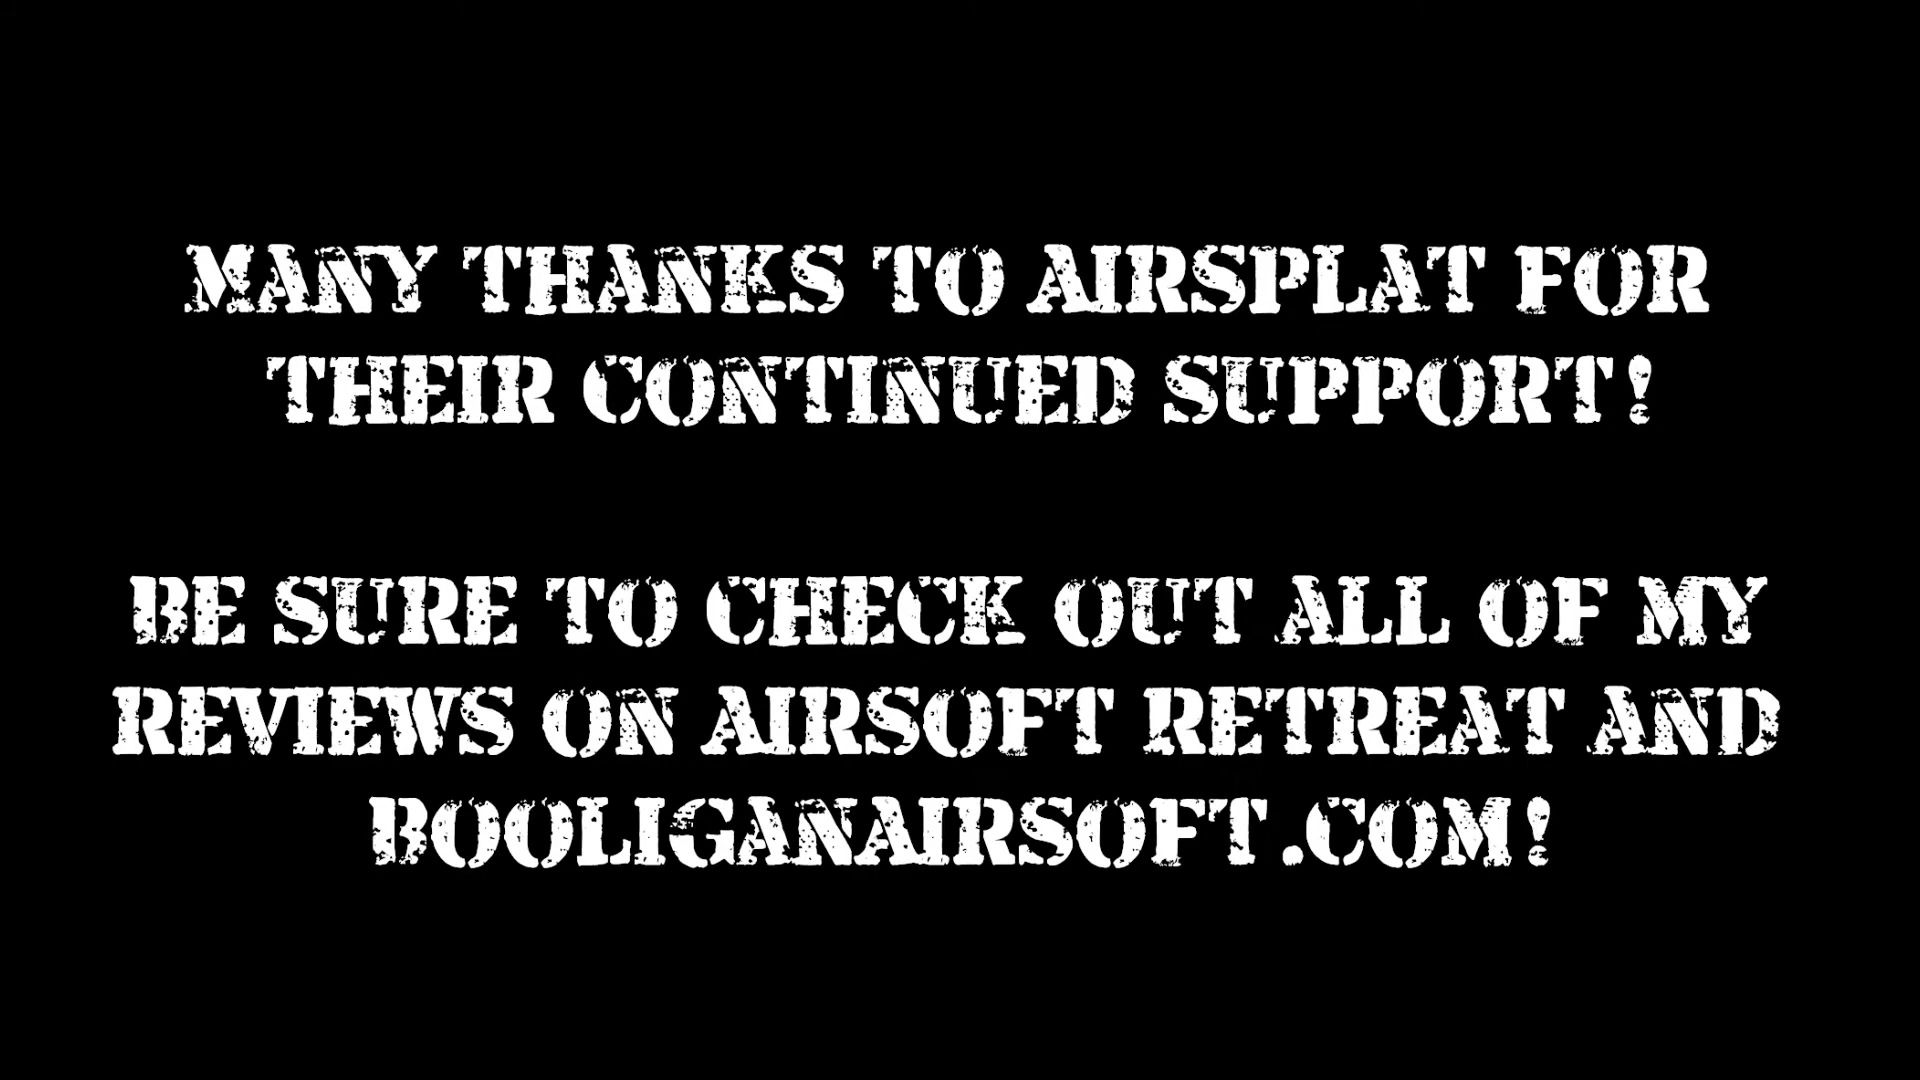 MANY THANKS TO AIRSPLAT FOR
THEIR CONTINUED SUPPORT!
BE SURE TO CHECK OUT ALL OF MY
REVIEWS ON AIRSOFT RETREAT AND
BOOLIGANAIRSOFT.COM!